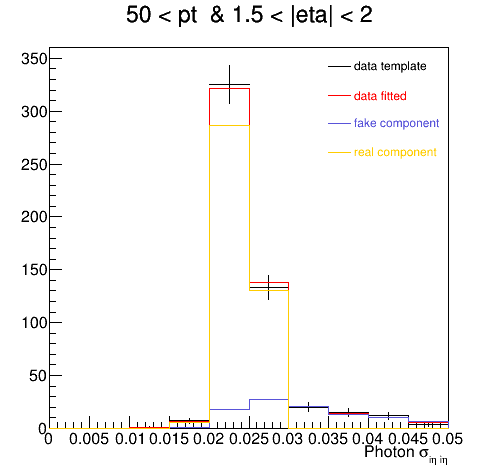 50 < pt & 1.5 < |eta| < 2
350
300
250
200
150
100
50
0
data template
data fitted
fake component
real component
0 0.005 0.01 0.015 0.02 0.025 0.03 0.035 0.04 0.045 0.05
Photon σiη iη